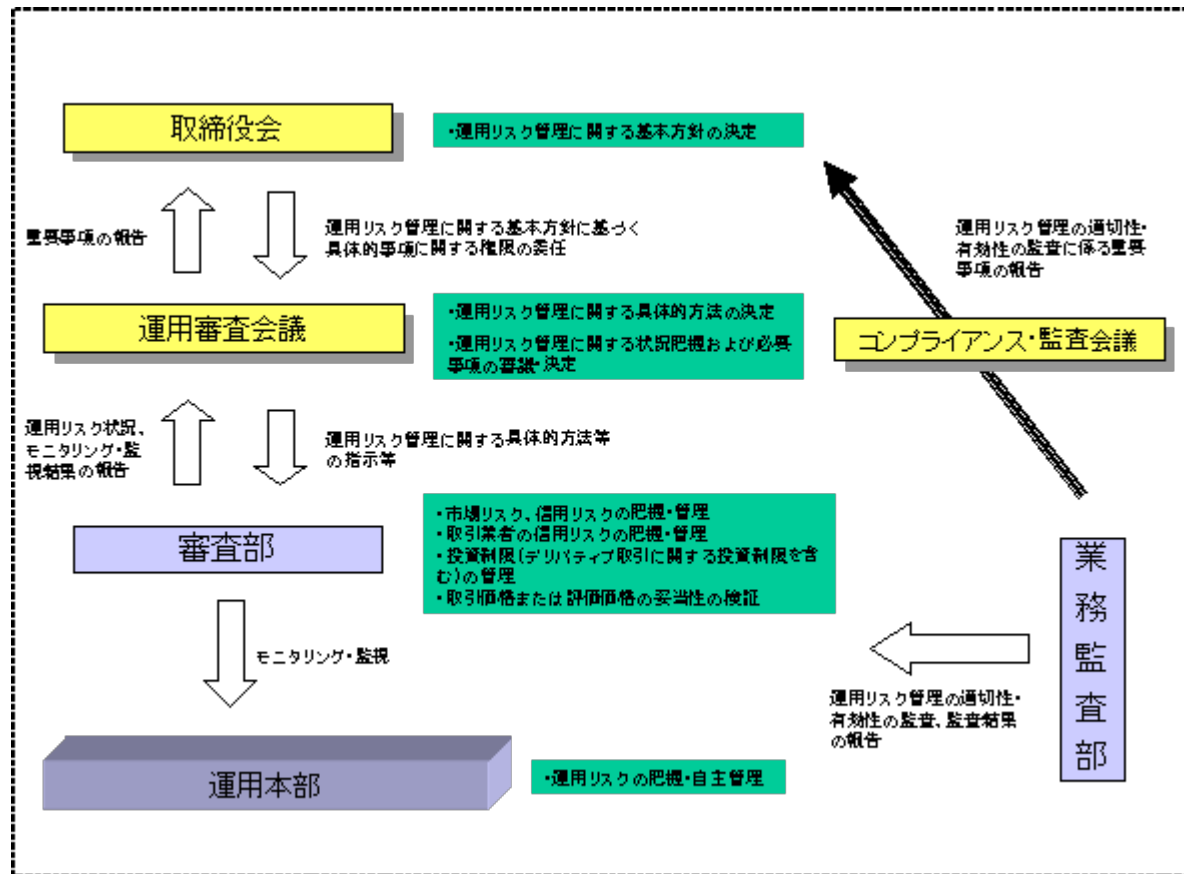 取締役会
・運用リスク管理に関する基本方針の決定
重要事項の報告
運用リスク管理に関する基本方針に基づく
具体的事項に関する権限の委任
運用リスク管理の適切性・
有効性の監査に係る重要
事項の報告
運用審査会議
・運用リスク管理に関する具体的方法の決定
・運用リスク管理に関する状況把握および必要
事項の審議・決定
コンプライアンス・監査会議
運用リスク状況、
モニタリング・監
視結果の報告
運用リスク管理に関する具体的方法等
の指示等
審査部
・市場リスク、信用リスクの把握・管理
・取引業者の信用リスクの把握・管理
・投資制限(デリバティブ取引に関する投資制限を含
む)の管理
・取引価格または評価価格の妥当性の検証
業務監査部
モニタリング・監視
運用リスク管理の適切性・
有効性の監査、監査結果
の報告
運用本部
・運用リスクの把握・自主管理